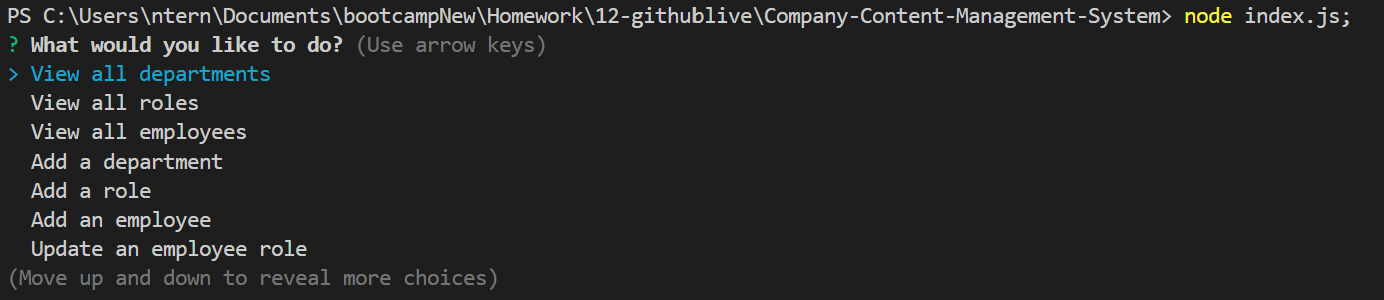 PS C:\Users\ntern\Documents\bootcampNew\Homework\12-githublive\Company-Content-Management-System> node index.js;
? What would you like to do? (Use arrow keys)
> View all departments
View all roles
View all employees
Add a department
Add a role
Add an employee
Update an employee role
(Move up and down to reveal more choices)